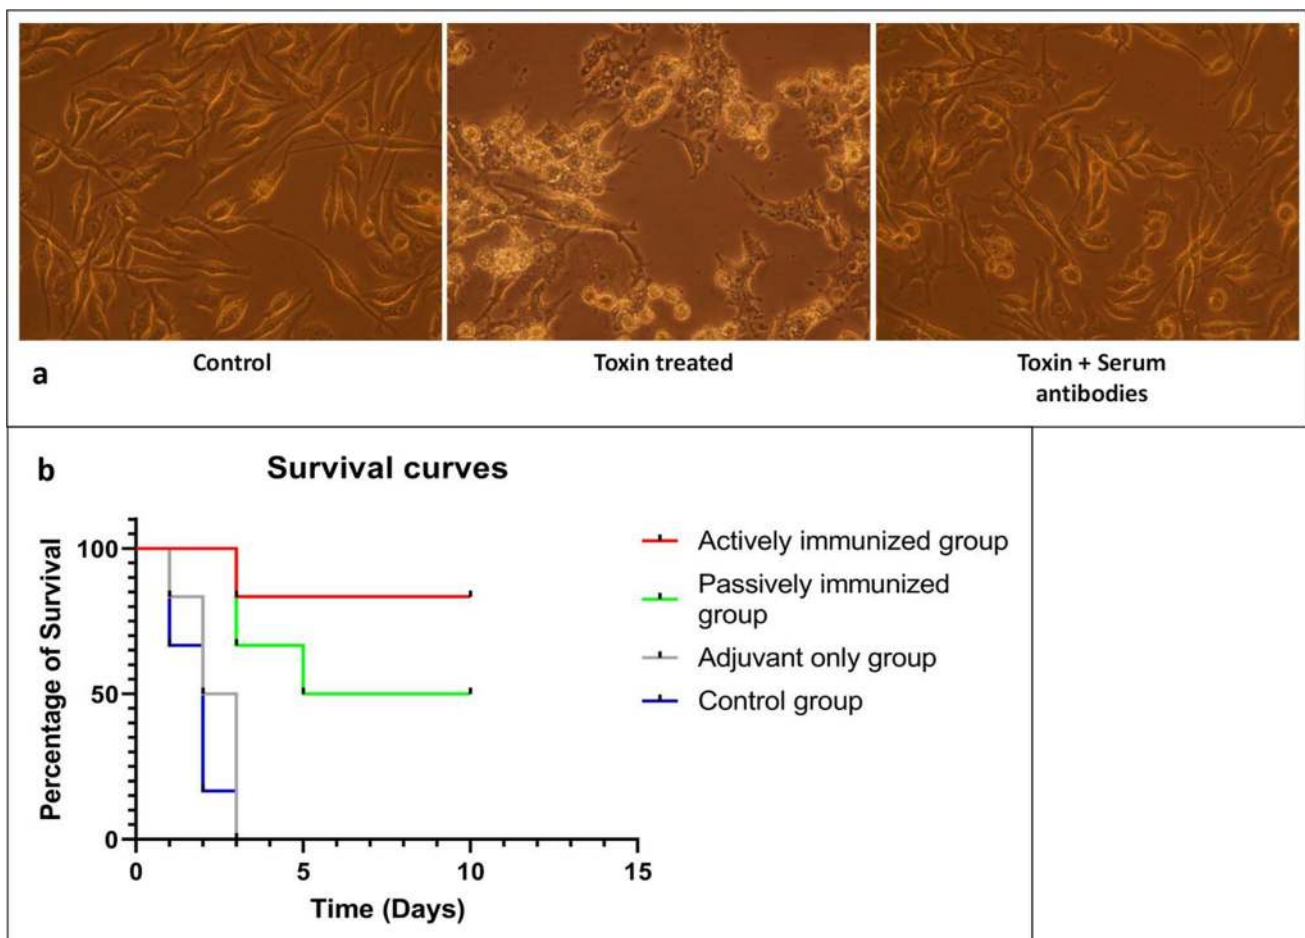 Control
Toxin treated
Toxin + Serum
antibodies
a
b
Survival curves
Percentage of Survival
100
50
0
0
5
10
15
Time (Days)
Actively immunized group
Passively immunized
group
Adjuvant only group
Control group